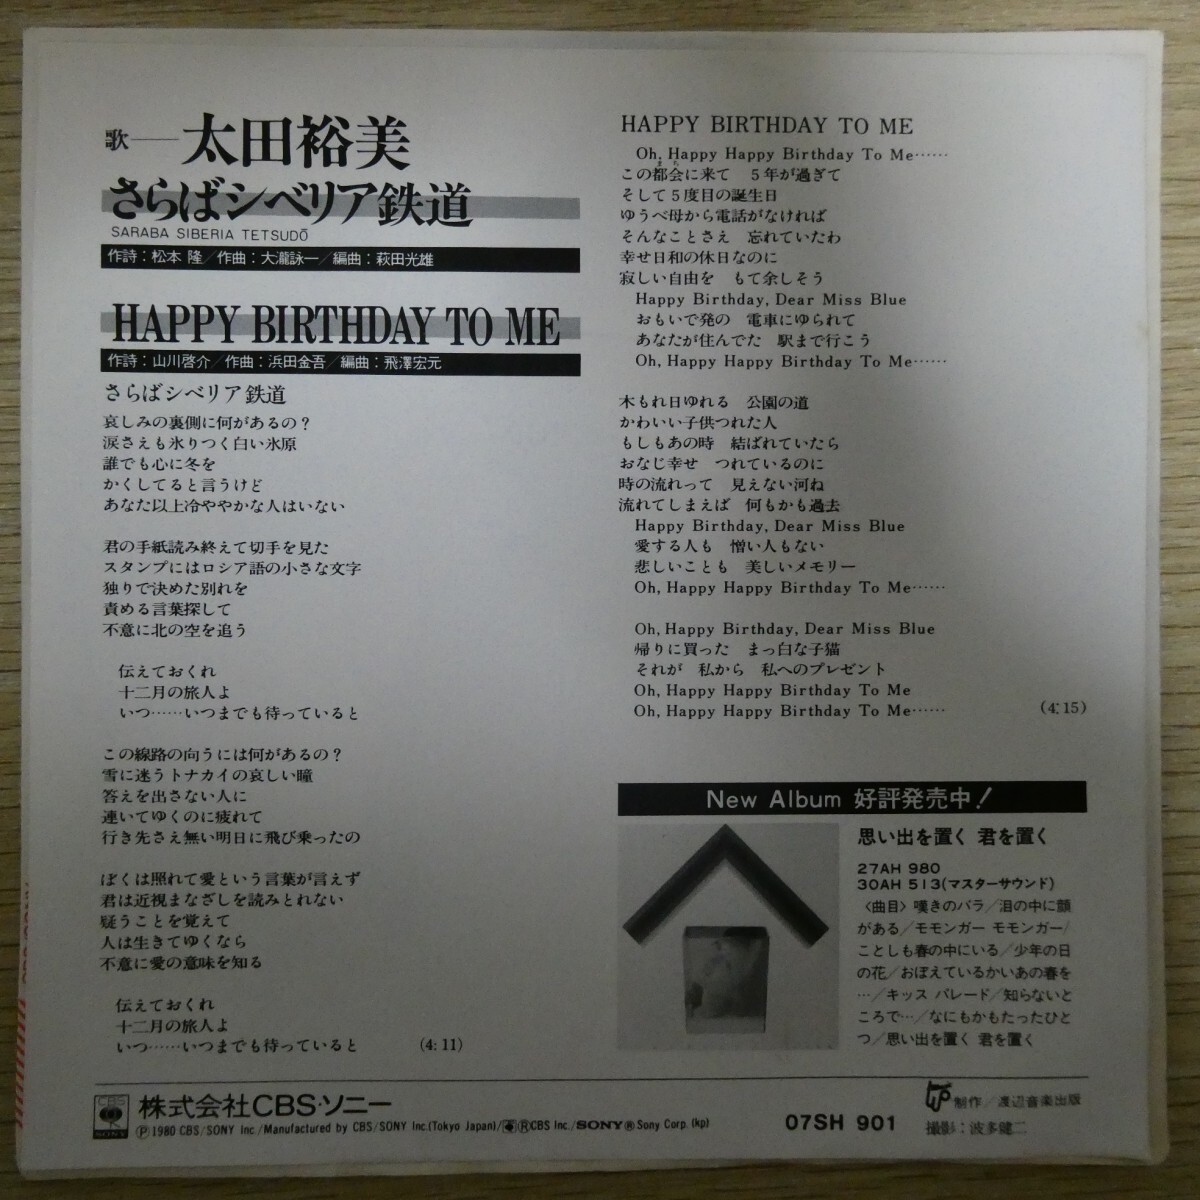 歌──太田裕美
さらばシベリア鉄道
SARABA SIBERIA TETSUDŌ
作詩：松本 隆／作曲：大瀧詠一／編曲：萩田光雄
HAPPY BIRTHDAY TO ME
作詩：山川啓介／作曲：浜田金吾／編曲：飛澤宏元
さらばシベリア鉄道
哀しみの裏側に何があるの？
涙さえも氷りつく白い氷原
誰でも心に冬を
かくしてると言うけど
あなた以上冷ややかな人はいない
君の手紙読み終えて切手を見た
スタンプにはロシア語の小さな文字
独りで決めた別れを
責める言葉探して
不意に北の空を追う
伝えておくれ
十二月の旅人よ
いつ……いつまでも待っていると
この線路の向うには何があるの？
雪に迷うトナカイの哀しい瞳
答えを出さない人に
連いてゆくのに疲れて
行き先さえ無い明日に飛び乗ったの
ぼくは照れて愛という言葉が言えず
君は近視まなざしを読みとれない
疑うことを覚えて
人は生きてゆくなら
不意に愛の意味を知る
伝えておくれ
十二月の旅人よ
いつ……いつまでも待っていると (4:11)
HAPPY BIRTHDAY TO ME
Oh, Happy Happy Birthday To Me……
まち
この都会に来て 5年が過ぎて
そして5度目の誕生日
ゆうべ母から電話がなければ
そんなことさえ 忘れていたわ
幸せ日和の休日なのに
寂しい自由を もて余しそう
Happy Birthday, Dear Miss Blue
おもいで発の 電車にゆられて
あなたが住んでた 駅まで行こう
Oh, Happy Happy Birthday To Me……
木もれ日ゆれる 公園の道
かわいい子供つれた人
もしもあの時 結ばれていたら
おなじ幸せ つれているのに
時の流れって 見えない河ね
流れてしまえば 何もかも過去
Happy Birthday, Dear Miss Blue
愛する人も 憎い人もない
悲しいことも 美しいメモリー
Oh, Happy Happy Birthday To Me……
Oh, Happy Birthday, Dear Miss Blue
帰りに買った まっ白な子猫
それが 私から 私へのプレゼント
Oh, Happy Happy Birthday To Me
Oh, Happy Happy Birthday To Me…… (4:15)
New Album 好評発売中！
思い出を置く 君を置く
27AH 980
30AH 513(マスターサウンド)
〈曲目〉嘆きのバラ／泪の中に顔
がある／モモンガー モモンガー／
ことしも春の中にいる／少年の日
の花／おぼえているかいあの春を
…／キッス パレード／知らないと
ころで…／なにもかもたったひと
つ／思い出を置く 君を置く
CBS
SONY
株式会社CBS・ソニー
Ⓟ1980 CBS/SONY Inc./Manufactured by CBS/SONY Inc.(Tokyo Japan)/ⓇCBS Inc./SONYⓇSony Corp.(kp)
07SH 901
制作／渡辺音楽出版
撮影：波多健二